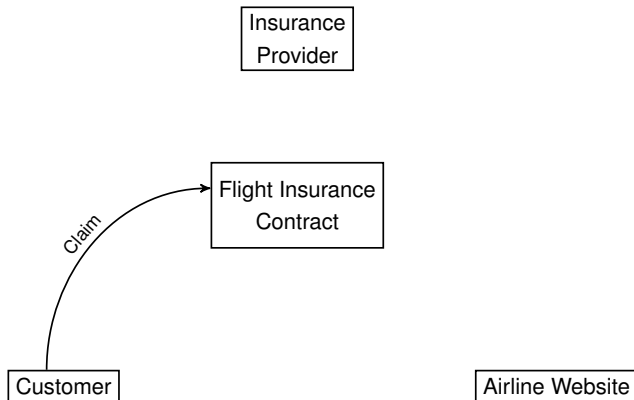 Insurance
Provider
Flight Insurance
Contract
Claim
Customer
Airline Website